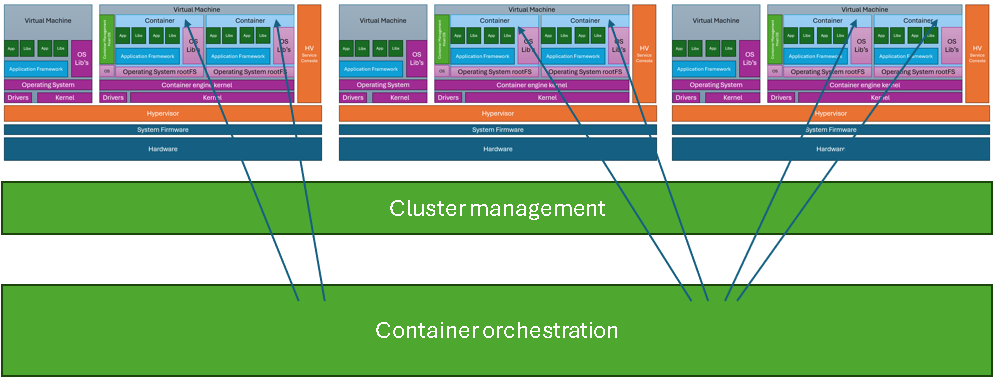 Virtual Machine
App Libs App Libs
OS
Lib's
Application Framework
Operating System
Drivers Kernel
Virtual Machine
Container
App Libs App Libs
Application Framework
OS
Lib's
Container
App Libs App Libs
Application Framework
OS
Lib's
OS
Operating System rootFS
Operating System rootFS
Container engine kernel
Drivers Kernel
HV
Service
Console
Hypervisor
System Firmware
Hardware
Virtual Machine
App Libs App Libs
OS
Lib's
Application Framework
Operating System
Drivers Kernel
Virtual Machine
Container
App Libs App Libs
Application Framework
OS
Lib's
Container
App Libs App Libs
Application Framework
OS
Lib's
OS
Operating System rootFS
Operating System rootFS
Container engine kernel
Drivers Kernel
HV
Service
Console
Hypervisor
System Firmware
Hardware
Virtual Machine
App Libs App Libs
OS
Lib's
Application Framework
Operating System
Drivers Kernel
Virtual Machine
Container
App Libs App Libs
Application Framework
OS
Lib's
Container
App Libs App Libs
Application Framework
OS
Lib's
OS
Operating System rootFS
Operating System rootFS
Container engine kernel
Drivers Kernel
HV
Service
Console
Hypervisor
System Firmware
Hardware
Cluster management
Container orchestration